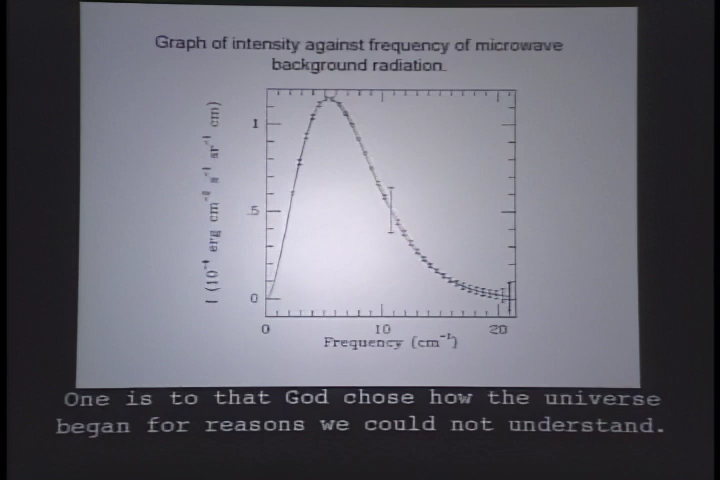 Graph of intensity against frequency of microwave
background radiation.
I (10⁻⁴ erg cm⁻² s⁻¹ sr⁻¹ cm)
1
.5
0
0 10 20
Frequency (cm⁻¹)
One is to that God chose how the universe
began for reasons we could not understand.